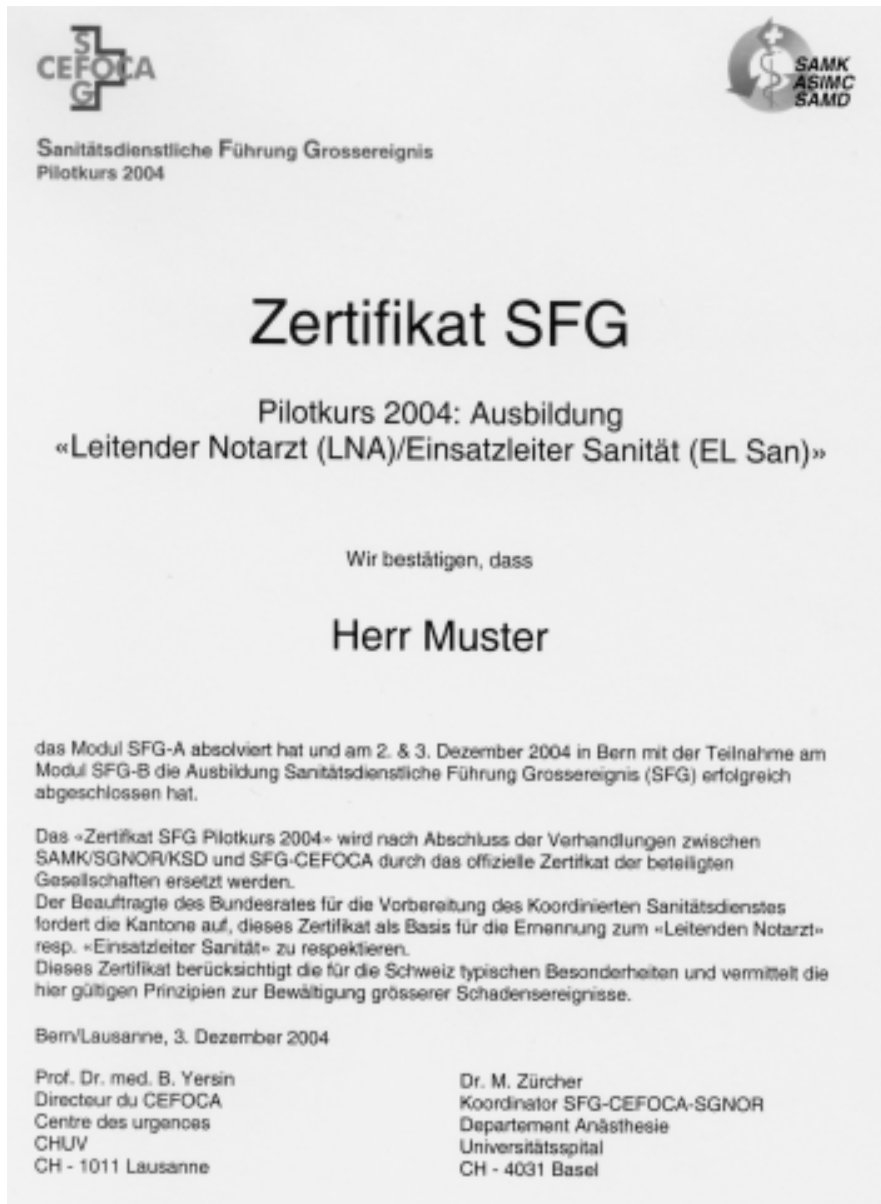 S
CEFOCA
G
SAMK
ASIMC
SAMD
Sanitätsdienstliche Führung Grossereignis
Pilotkurs 2004
Zertifikat SFG
Pilotkurs 2004: Ausbildung
«Leitender Notarzt (LNA)/Einsatzleiter Sanität (EL San)»
Wir bestätigen, dass
Herr Muster
das Modul SFG-A absolviert hat und am 2. & 3. Dezember 2004 in Bern mit der Teilnahme am
Modul SFG-B die Ausbildung Sanitätsdienstliche Führung Grossereignis (SFG) erfolgreich
abgeschlossen hat.
Das «Zertifkat SFG Pilotkurs 2004» wird nach Abschluss der Verhandlungen zwischen
SAMK/SGNOR/KSD und SFG-CEFOCA durch das offizielle Zertifkat der beteiligten
Gesellschaften ersetzt werden.
Der Beauftragte des Bundesrates für die Vorbereitung des Koordinierten Sanitätsdienstes
fordert die Kantone auf, dieses Zertifikat als Basis für die Ernennung zum «Leitenden Notarzt»
resp. «Einsatzleiter Sanität» zu respektieren.
Dieses Zertifikat berücksichtigt die für die Schweiz typischen Besonderheiten und vermittelt die
hier gültigen Prinzipien zur Bewältigung grösserer Schadensereignisse.
Bern/Lausanne, 3. Dezember 2004
Prof. Dr. med. B. Yersin
Directeur du CEFOCA
Centre des urgences
CHUV
CH - 1011 Lausanne
Dr. M. Zürcher
Koordinator SFG-CEFOCA-SGNOR
Departement Anästhesie
Universitätsspital
CH - 4031 Basel